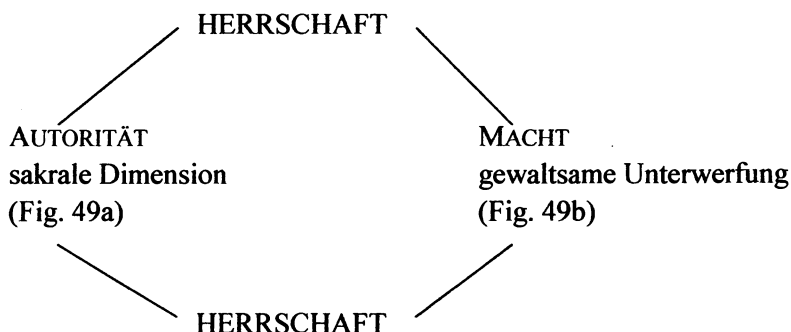 HERRSCHAFT
AUTORITÄT
sakrale Dimension
(Fig. 49a)
MACHT
gewaltsame Unterwerfung
(Fig. 49b)
HERRSCHAFT